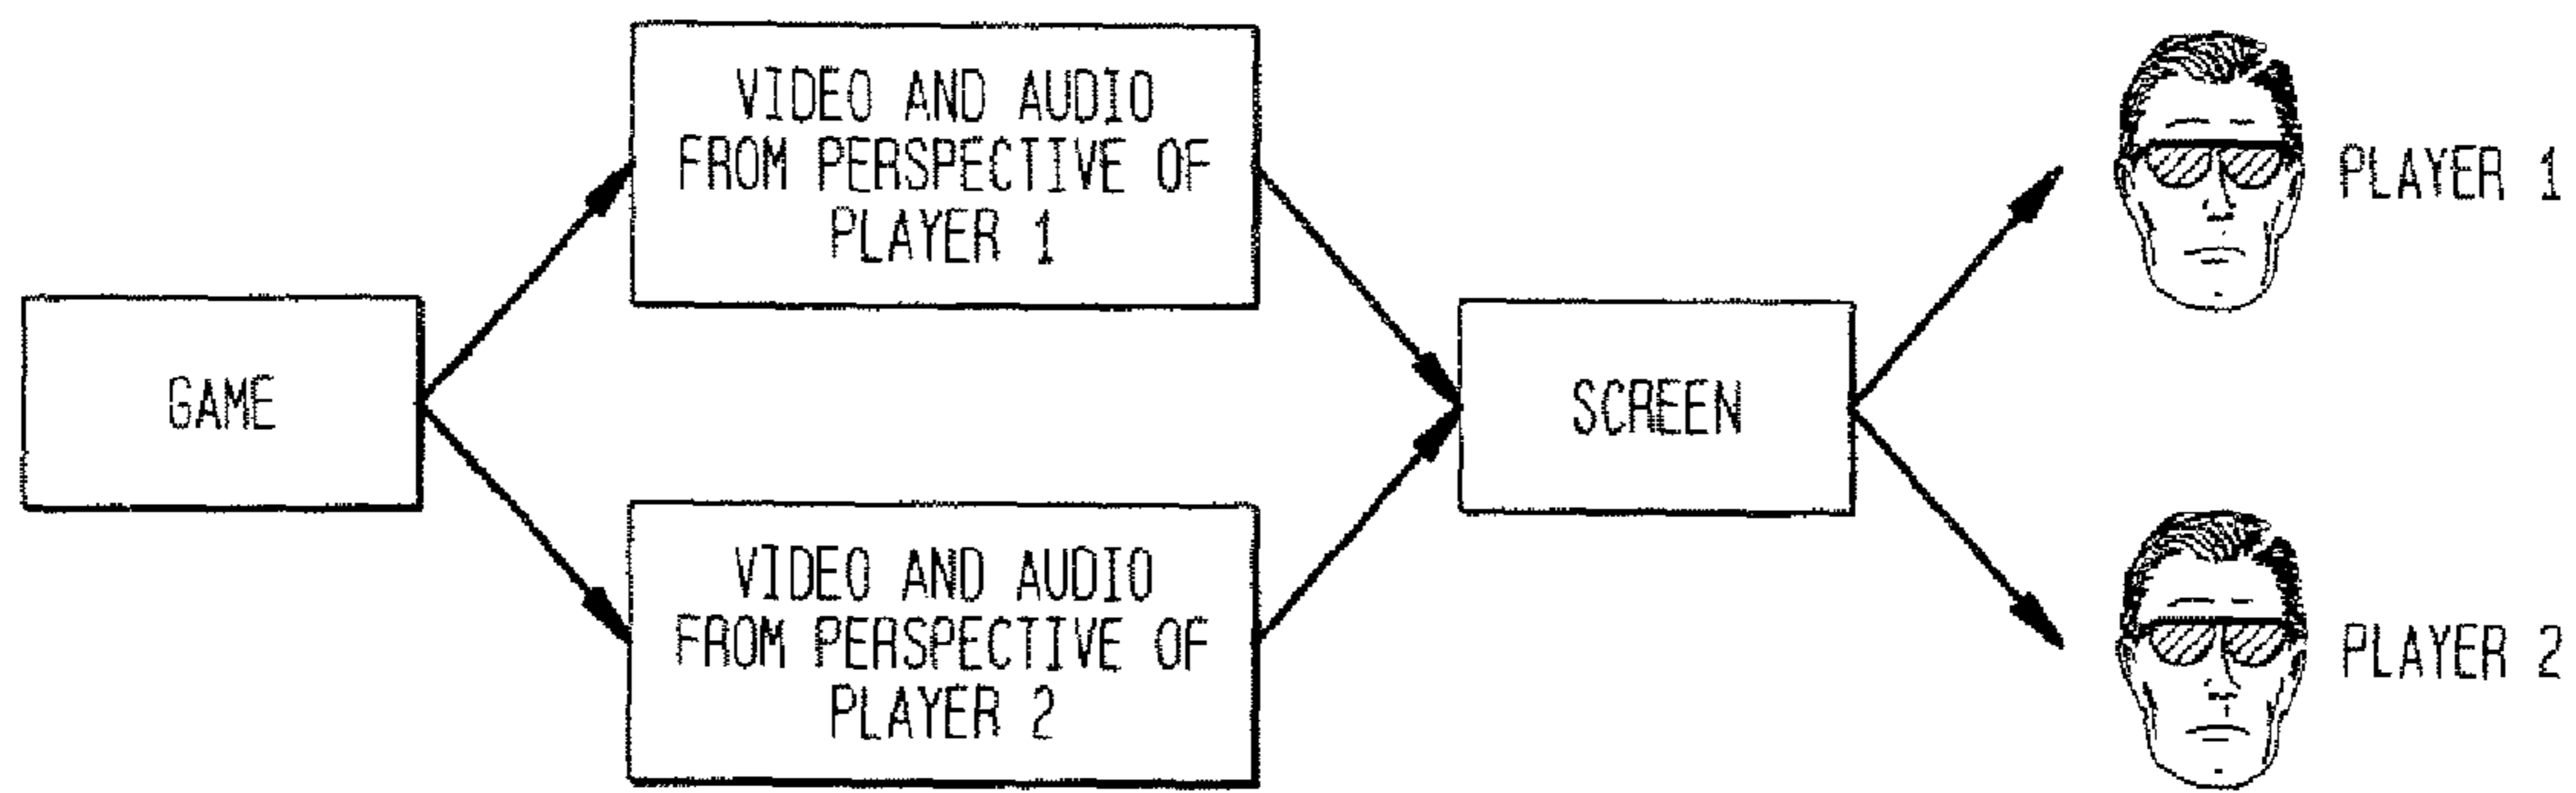 VIDEO AND AUDIO
FROM PERSPECTIVE OF
PLAYER 1
PLAYER 1
GAME
SCREEN
VIDEO AND AUDIO
FROM PERSPECTIVE OF
PLAYER 2
PLAYER 2